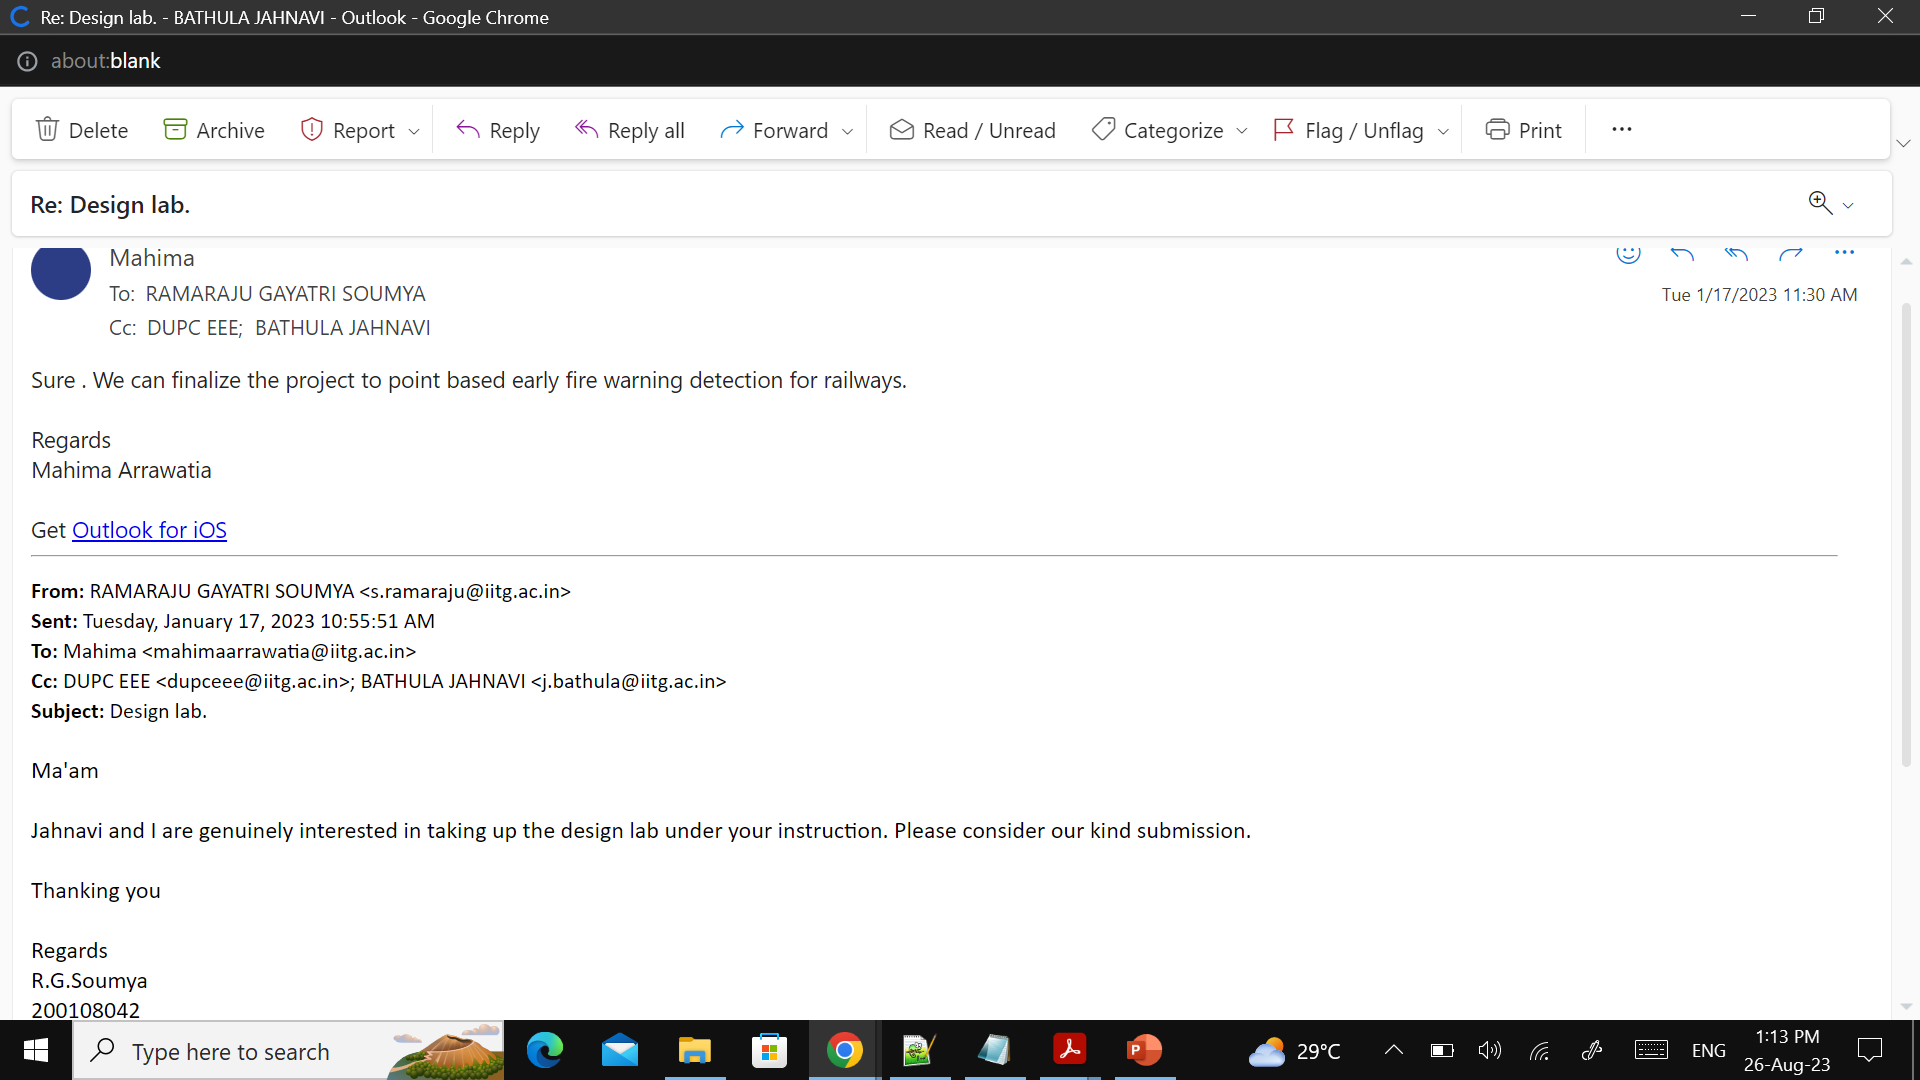 Re: Design lab. - BATHULA JAHNAVI - Outlook - Google Chrome
about:blank
Delete Archive Report Reply Reply all Forward Read / Unread Categorize Flag / Unflag Print ...
Re: Design lab.
Mahima
To: RAMARAJU GAYATRI SOUMYA
Tue 1/17/2023 11:30 AM
Cc: DUPC EEE; BATHULA JAHNAVI
Sure . We can finalize the project to point based early fire warning detection for railways.
Regards
Mahima Arrawatia
Get Outlook for iOS
From: RAMARAJU GAYATRI SOUMYA <s.ramaraju@iitg.ac.in>
Sent: Tuesday, January 17, 2023 10:55:51 AM
To: Mahima <mahimaarrawatia@iitg.ac.in>
Cc: DUPC EEE <dupceee@iitg.ac.in>; BATHULA JAHNAVI <j.bathula@iitg.ac.in>
Subject: Design lab.
Ma'am
Jahnavi and I are genuinely interested in taking up the design lab under your instruction. Please consider our kind submission.
Thanking you
Regards
R.G.Soumya
200108042
Type here to search
29°C
ENG
1:13 PM
26-Aug-23